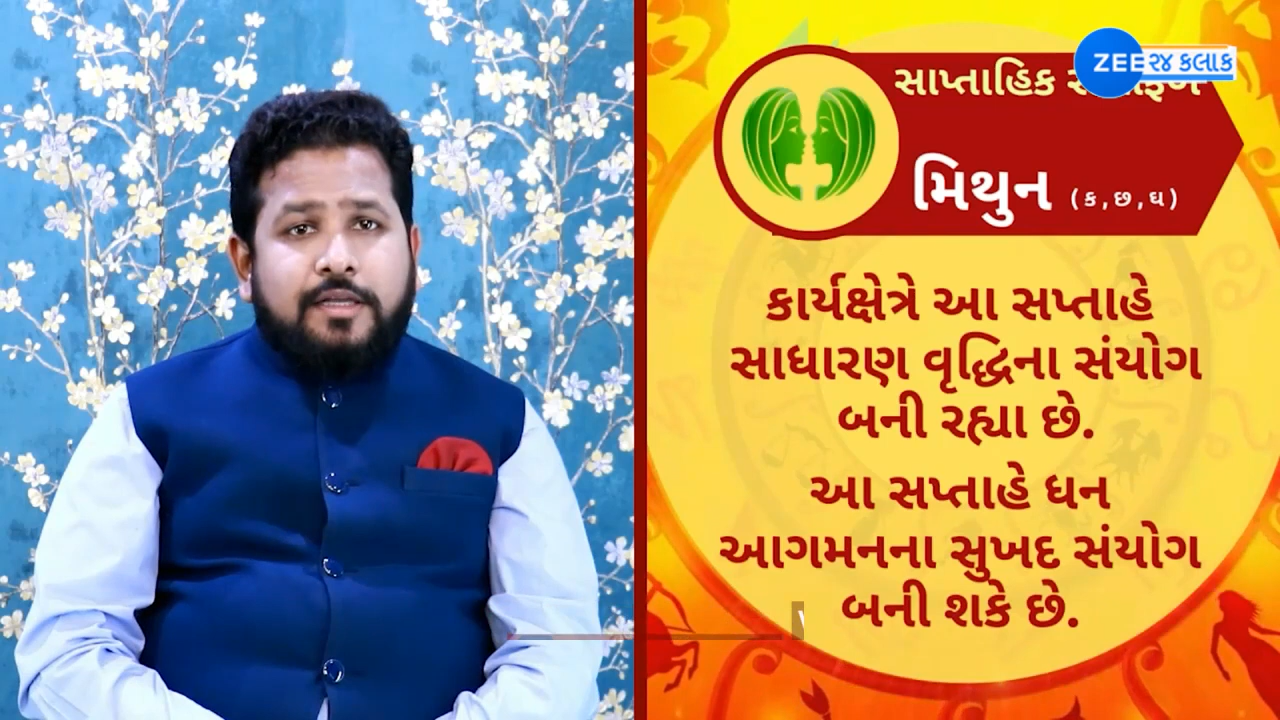 ZEE ૨૪ કલાક
સાપ્તાહિક
મિથુન (ક,છ,ઘ)
કાર્યક્ષેત્રે આ સપ્તાહે
સાધારણ વૃદ્ધિના સંયોગ
બની રહ્યા છે.
આ સપ્તાહે ધન
આગમનના સુખદ સંયોગ
બની શકે છે.